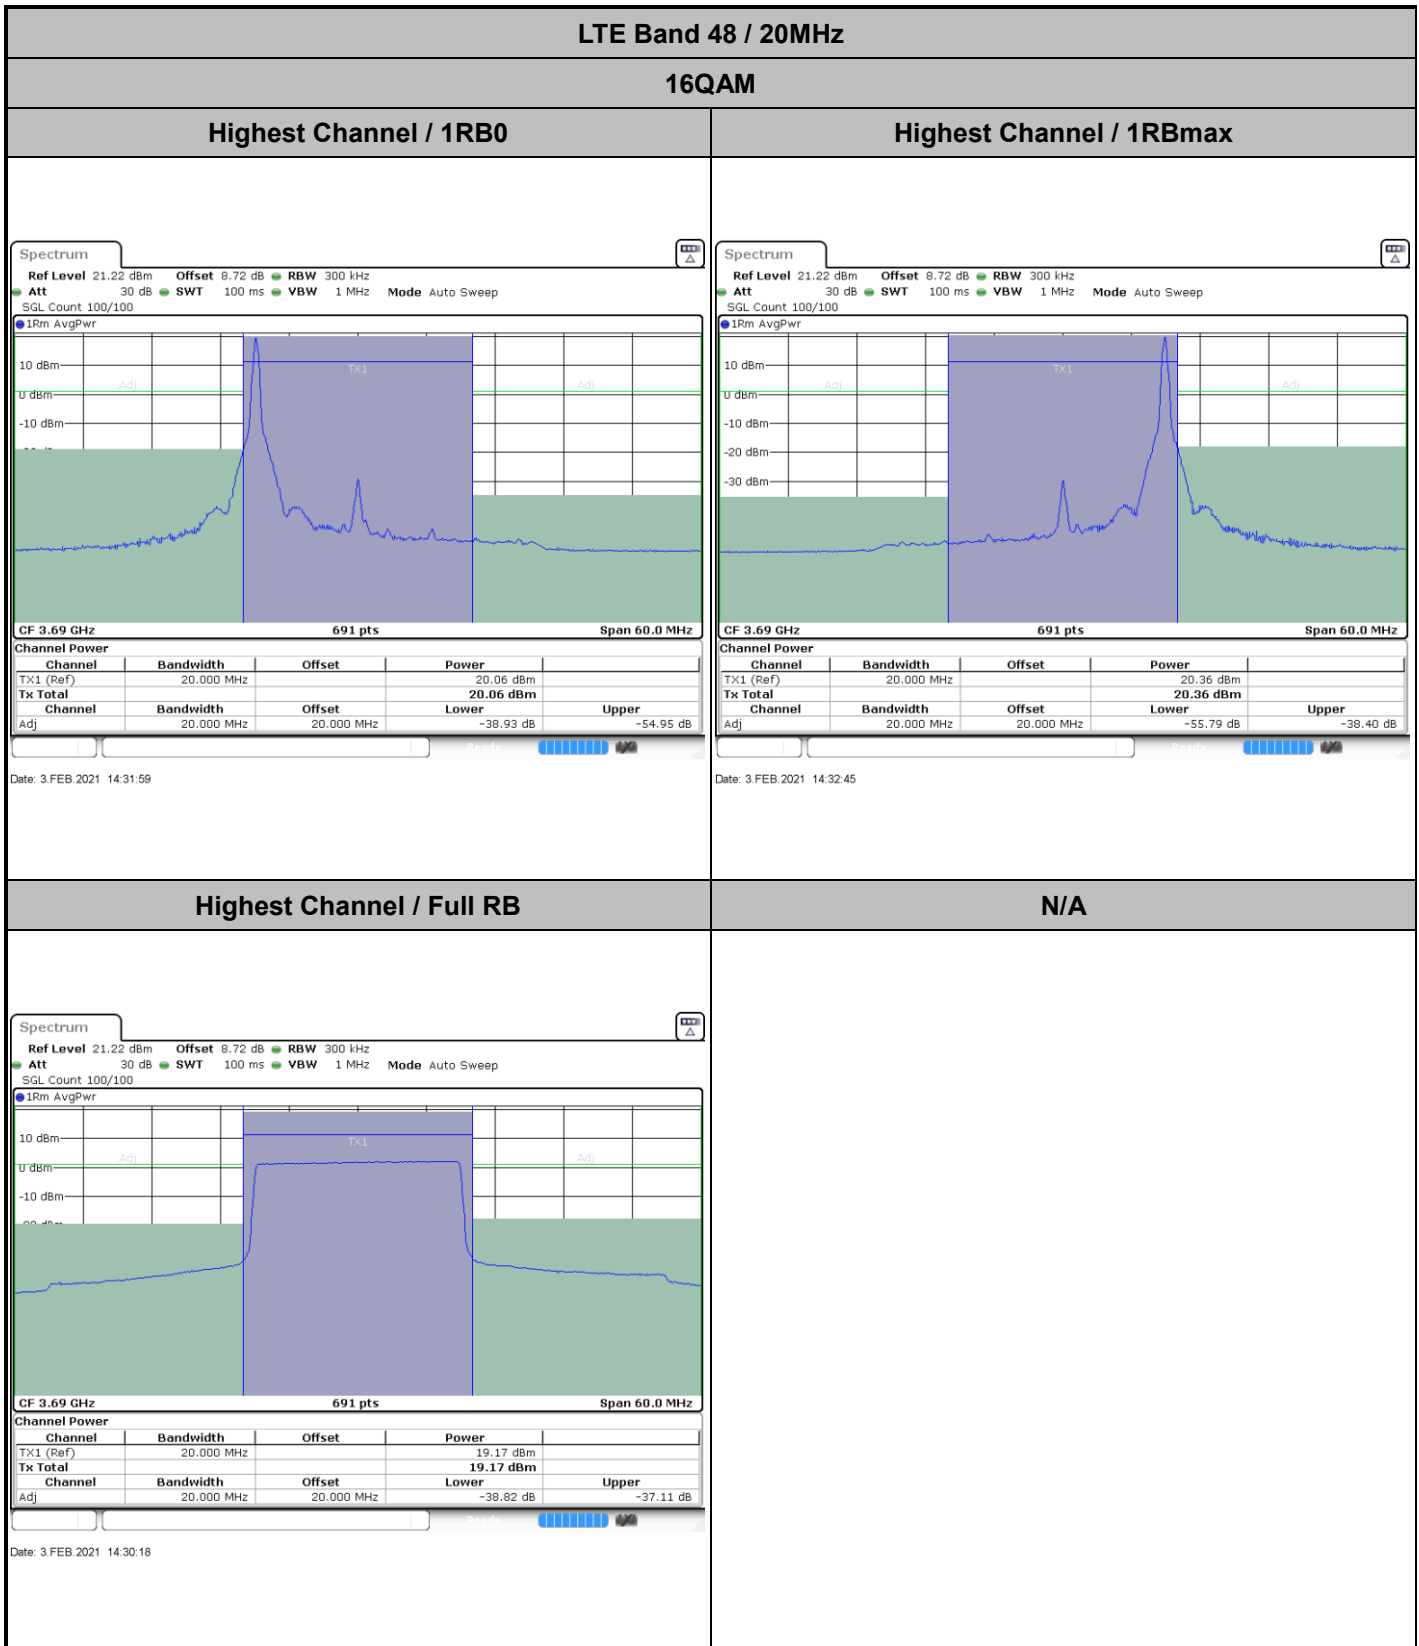 LTE Band 48 / 20MHz
16QAM
Highest Channel / 1RB0
Highest Channel / 1RBmax
Spectrum
Ref Level 21.22 dBm Offset 8.72 dB RBW 300 kHz
Att 30 dB SWT 100 ms VBW 1 MHz Mode Auto Sweep
SGL Count 100/100
1Rm AvgPwr
10 dBm
TX1
Adj
Adj
0 dBm
-10 dBm
CF 3.69 GHz 691 pts Span 60.0 MHz
Channel Power
Channel Bandwidth Offset Power
TX1 (Ref) 20.000 MHz 20.06 dBm
Tx Total 20.06 dBm
Channel Bandwidth Offset Lower Upper
Adj 20.000 MHz 20.000 MHz -38.93 dB -54.95 dB
Ready
Date: 3.FEB.2021 14:31:59
Spectrum
Ref Level 21.22 dBm Offset 8.72 dB RBW 300 kHz
Att 30 dB SWT 100 ms VBW 1 MHz Mode Auto Sweep
SGL Count 100/100
1Rm AvgPwr
10 dBm
TX1
Adj
Adj
0 dBm
-10 dBm
-20 dBm
-30 dBm
CF 3.69 GHz 691 pts Span 60.0 MHz
Channel Power
Channel Bandwidth Offset Power
TX1 (Ref) 20.000 MHz 20.36 dBm
Tx Total 20.36 dBm
Channel Bandwidth Offset Lower Upper
Adj 20.000 MHz 20.000 MHz -55.79 dB -38.40 dB
Ready
Date: 3.FEB.2021 14:32:45
Highest Channel / Full RB
N/A
Spectrum
Ref Level 21.22 dBm Offset 8.72 dB RBW 300 kHz
Att 30 dB SWT 100 ms VBW 1 MHz Mode Auto Sweep
SGL Count 100/100
1Rm AvgPwr
10 dBm
TX1
Adj
Adj
0 dBm
-10 dBm
CF 3.69 GHz 691 pts Span 60.0 MHz
Channel Power
Channel Bandwidth Offset Power
TX1 (Ref) 20.000 MHz 19.17 dBm
Tx Total 19.17 dBm
Channel Bandwidth Offset Lower Upper
Adj 20.000 MHz 20.000 MHz -38.82 dB -37.11 dB
Ready
Date: 3.FEB.2021 14:30:18